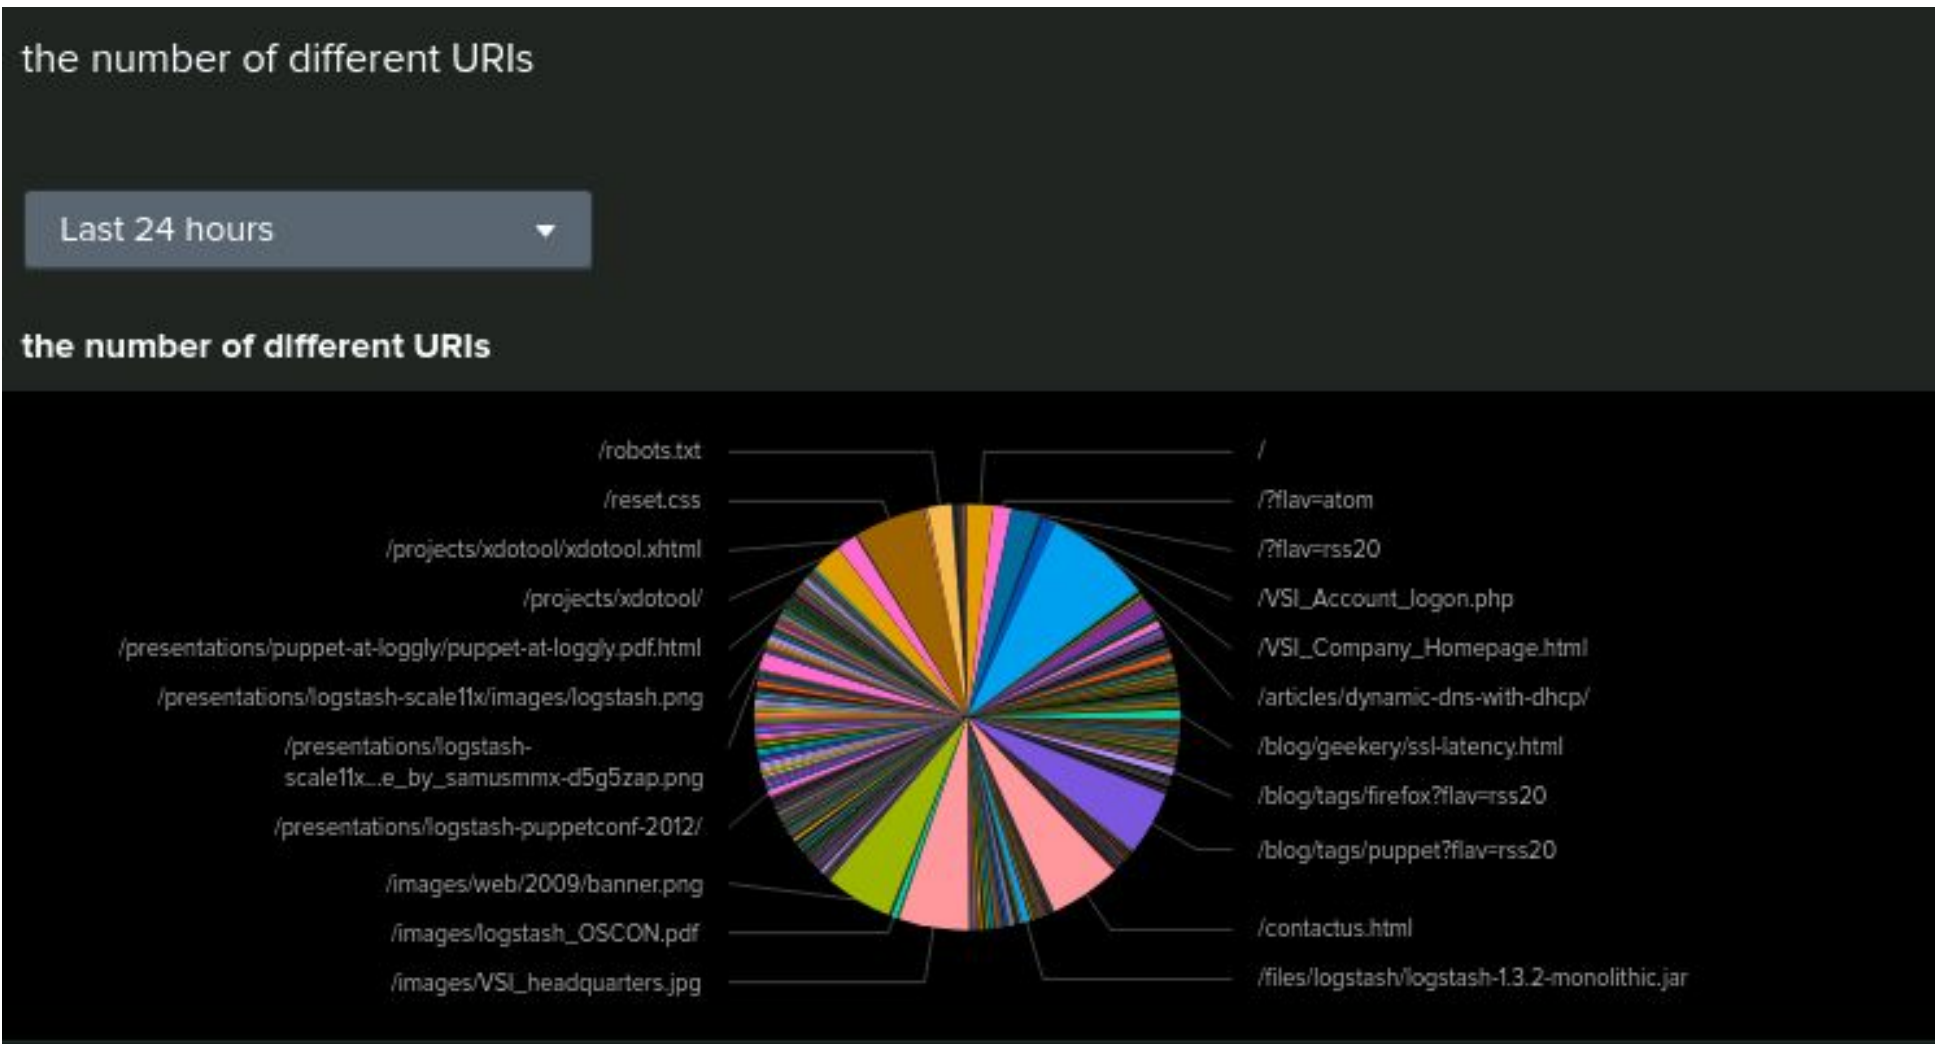 the number of different URIs
Last 24 hours
the number of different URIs
/robots.txt
/reset.css
/projects/xdotool/xdotool.xhtml
/projects/xdotool/
/presentations/puppet-at-loggly/puppet-at-loggly.pdf.html
/presentations/logstash-scale11x/images/logstash.png
/presentations/logstash-
scale11x...e_by_samusmmx-d5g5zap.png
/presentations/logstash-puppetconf-2012/
/images/web/2009/banner.png
/images/logstash_OSCON.pdf
/images/VSI_headquarters.jpg
/
/?flav=atom
/?flav=rss20
/VSI_Account_logon.php
/VSI_Company_Homepage.html
/articles/dynamic-dns-with-dhcp/
/blog/geekery/ssl-latency.html
/blog/tags/firefox?flav=rss20
/blog/tags/puppet?flav=rss20
/contactus.html
/files/logstash/logstash-1.3.2-monolithic.jar